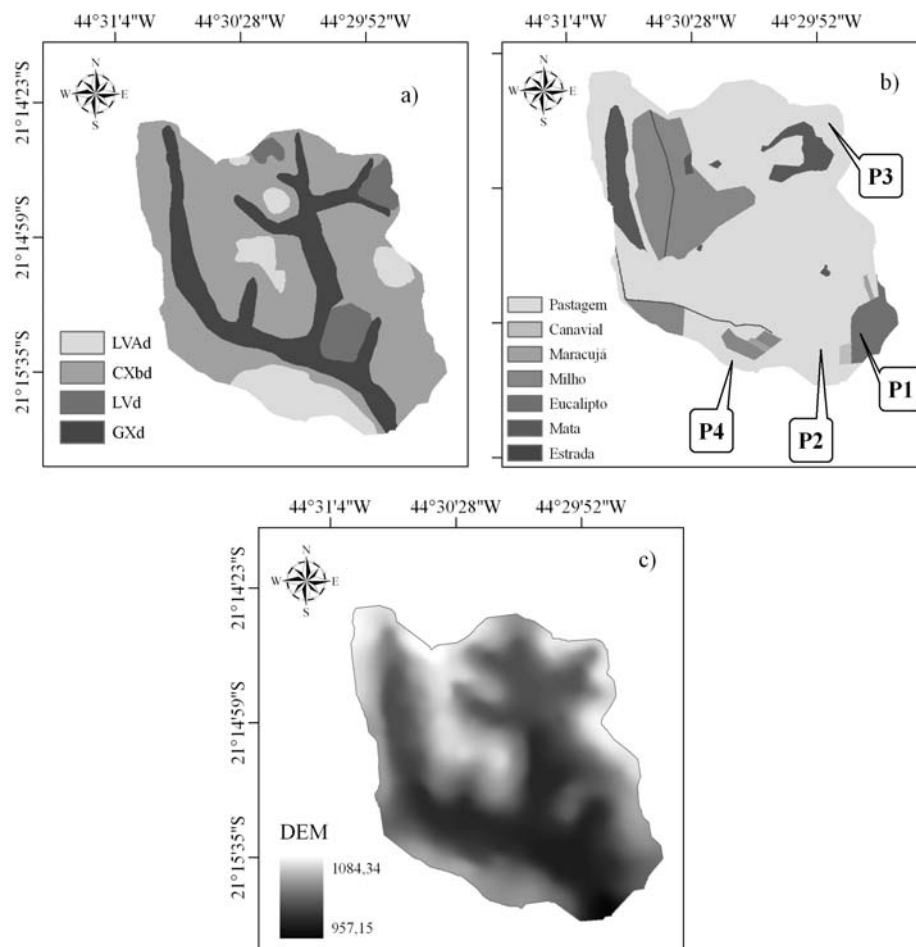 44°31'4"W 44°30'28"W 44°29'52"W
21°14'23"S
21°14'59"S
21°15'35"S
N
W E
S
a)
LVAd
CXbd
LVd
GXd
44°31'4"W 44°30'28"W 44°29'52"W
N
W E
S
b)
P3
Pastagem
Canavial
Maracujá
Milho
Eucalipto
Mata
Estrada
P1
P4
P2
44°31'4"W 44°30'28"W 44°29'52"W
21°14'23"S
21°14'59"S
21°15'35"S
N
W E
S
c)
DEM
1084,34
957,15